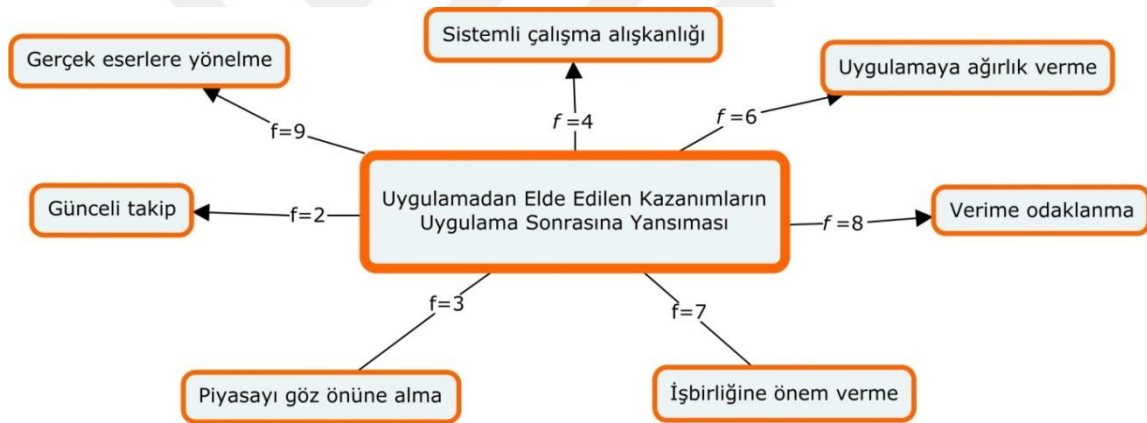 Sistemli çalışma alışkanlığı
Gerçek eserlere yönelme
Uygulamaya ağırlık verme
f=9
f =4
f =6
Uygulamadan Elde Edilen Kazanımların
Uygulama Sonrasına Yansıması
Günceli takip
f=2
f =8
Verime odaklanma
f=3
f=7
Piyasayı göz önüne alma
İşbirliğine önem verme